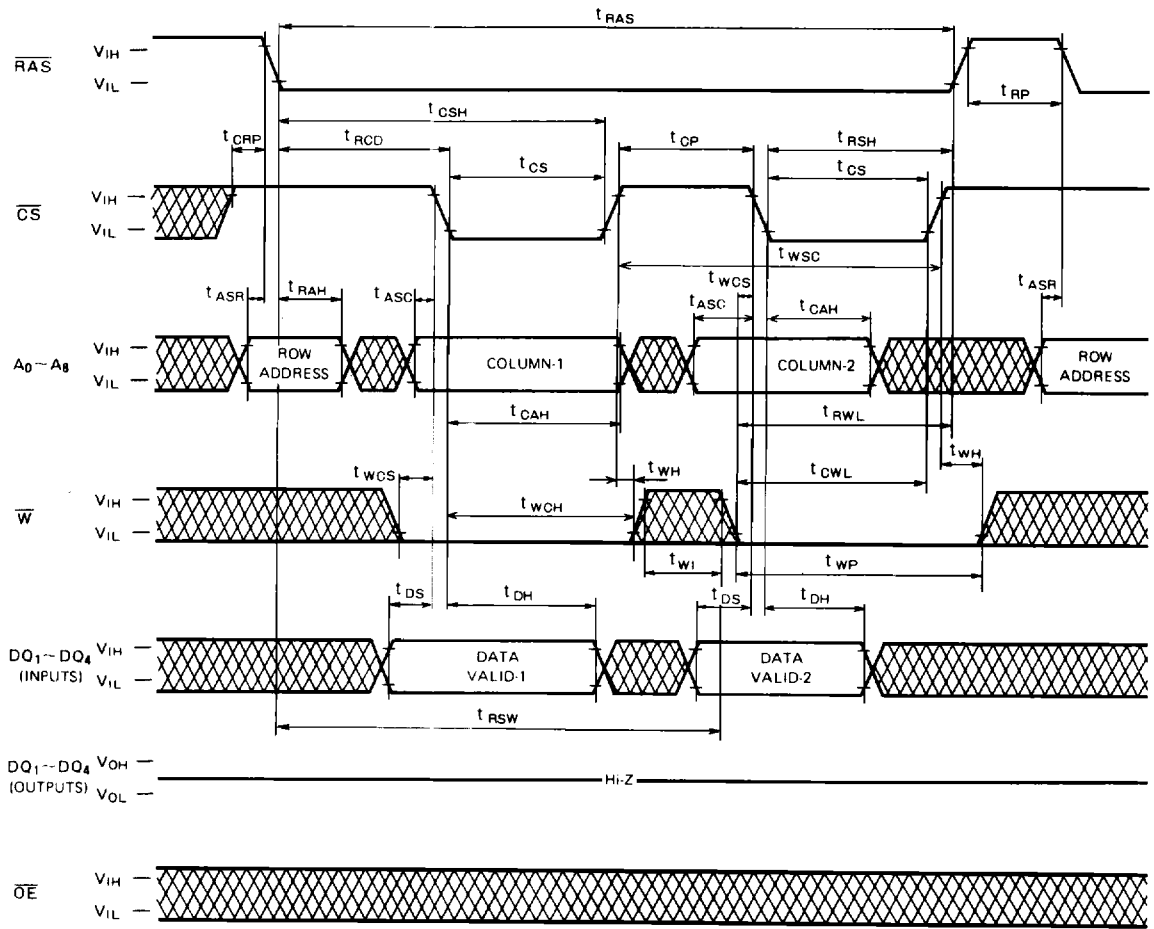 tRAS
RAS
VIH
VIL
tRP
tCSH
tCRP
tRCD
tCP
tRSH
tCS
tCS
CS
VIH
VIL
tWSC
tWCS
tASR
tRAH
tASC
tASC
tCAH
tASR
A0~A8
VIH
VIL
ROW
ADDRESS
COLUMN-1
COLUMN-2
ROW
ADDRESS
tCAH
tRWL
tWCS
tWH
tCWL
tWH
W
VIH
VIL
tWCH
tWI
tWP
tDS
tDH
tDS
tDH
DQ1~DQ4
(INPUTS)
VIH
VIL
DATA
VALID-1
DATA
VALID-2
tRSW
DQ1~DQ4
(OUTPUTS)
VOH
VOL
Hi-Z
OE
VIH
VIL